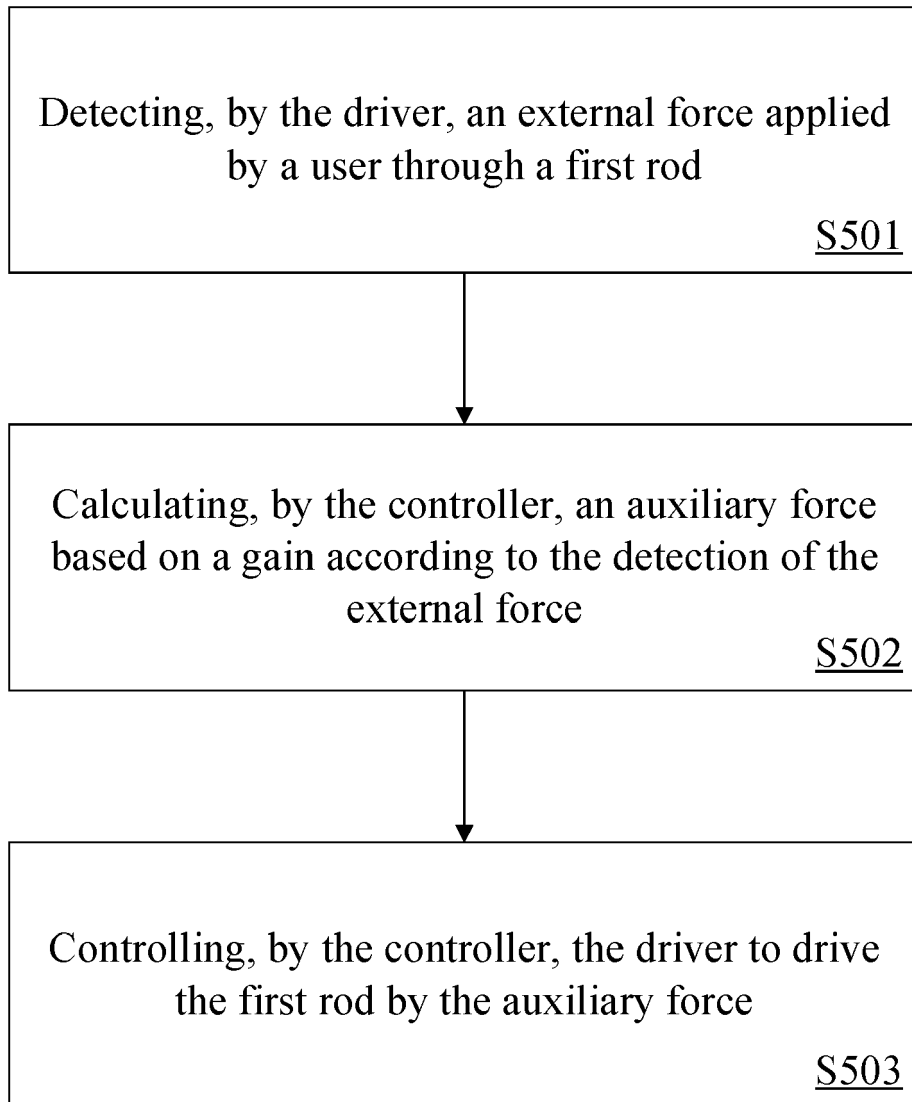 Detecting, by the driver, an external force applied
by a user through a first rod
S501
Calculating, by the controller, an auxiliary force
based on a gain according to the detection of the
external force
S502
Controlling, by the controller, the driver to drive
the first rod by the auxiliary force
S503